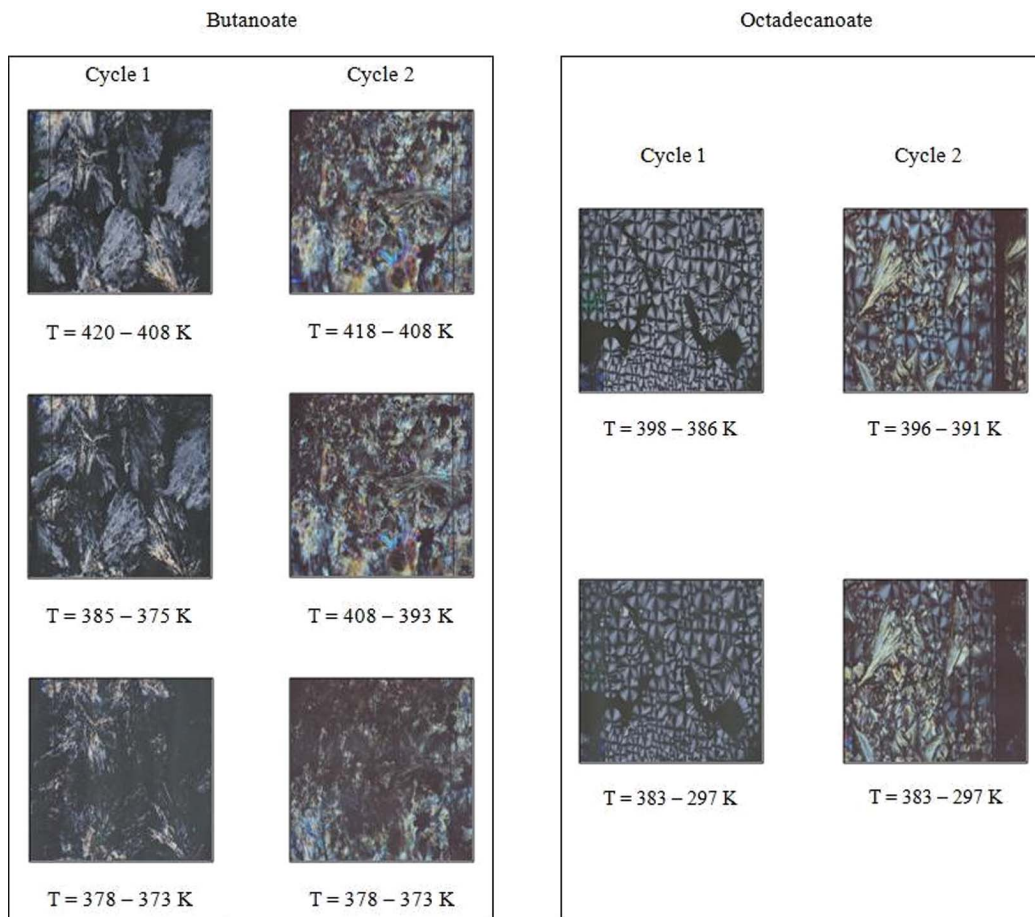 Butanoate
Octadecanoate
Cycle 1
Cycle 2
T = 420 – 408 K
T = 418 – 408 K
T = 385 – 375 K
T = 408 – 393 K
T = 378 – 373 K
T = 378 – 373 K
Cycle 1
Cycle 2
T = 398 – 386 K
T = 396 – 391 K
T = 383 – 297 K
T = 383 – 297 K